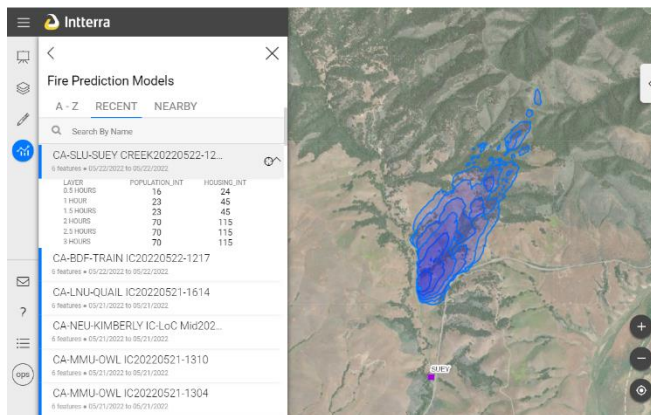 Intterra
Fire Prediction Models
A - Z RECENT NEARBY
Search By Name
CA-SLU-SUEY CREEK20220522-12...
6 features • 05/22/2022 to 05/22/2022
LAYER POPULATION_INT HOUSING_INT
0.5 HOURS 16 24
1 HOUR 23 45
1.5 HOURS 23 45
2 HOURS 70 115
2.5 HOURS 70 115
3 HOURS 70 115
CA-BDF-TRAIN IC20220522-1217
6 features • 05/22/2022 to 05/22/2022
CA-LNU-QUAIL IC20220521-1614
6 features • 05/21/2022 to 05/21/2022
CA-NEU-KIMBERLY IC-LoC Mid202...
6 features • 05/21/2022 to 05/21/2022
CA-MMU-OWL IC20220521-1310
6 features • 05/21/2022 to 05/21/2022
CA-MMU-OWL IC20220521-1304
6 features • 05/21/2022 to 05/21/2022
?
ops
SUEY